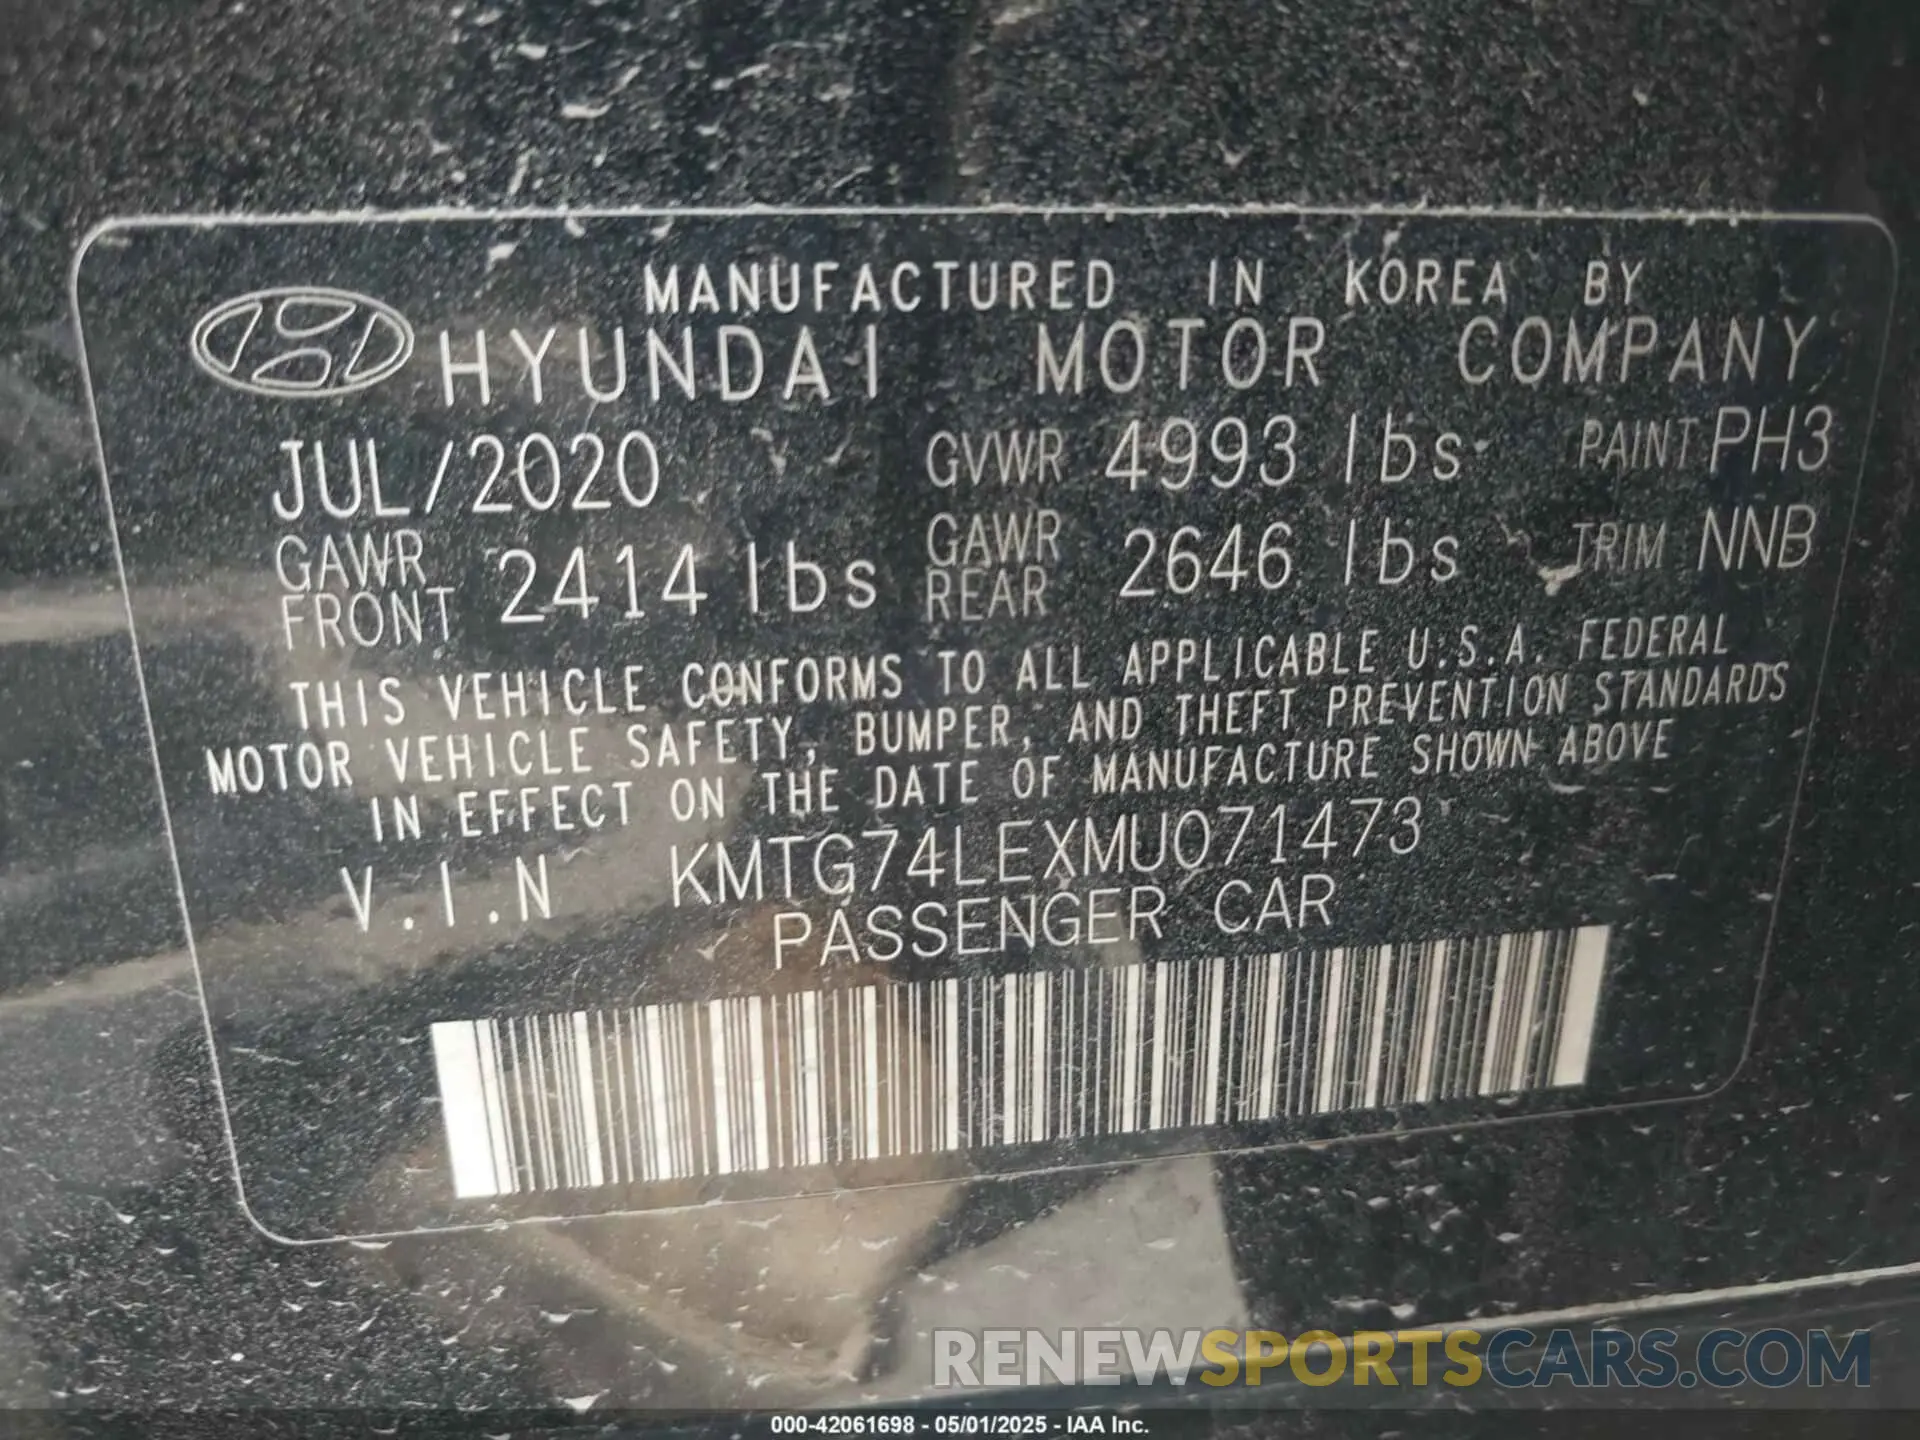 MANUFACTURED IN KOREA BY
HYUNDAI MOTOR COMPANY
JUL/2020 GVWR 4993 lbs PAINT PH3
GAWR FRONT 2414 lbs GAWR REAR 2646 lbs TRIM NNB
THIS VEHICLE CONFORMS TO ALL APPLICABLE U.S.A. FEDERAL
MOTOR VEHICLE SAFETY, BUMPER, AND THEFT PREVENTION STANDARDS
IN EFFECT ON THE DATE OF MANUFACTURE SHOWN ABOVE
V.I.N KMTG74LEXMU071473
PASSENGER CAR
RENEWSPORTSCARS.COM
000-42061698 - 05/01/2025 - IAA Inc.